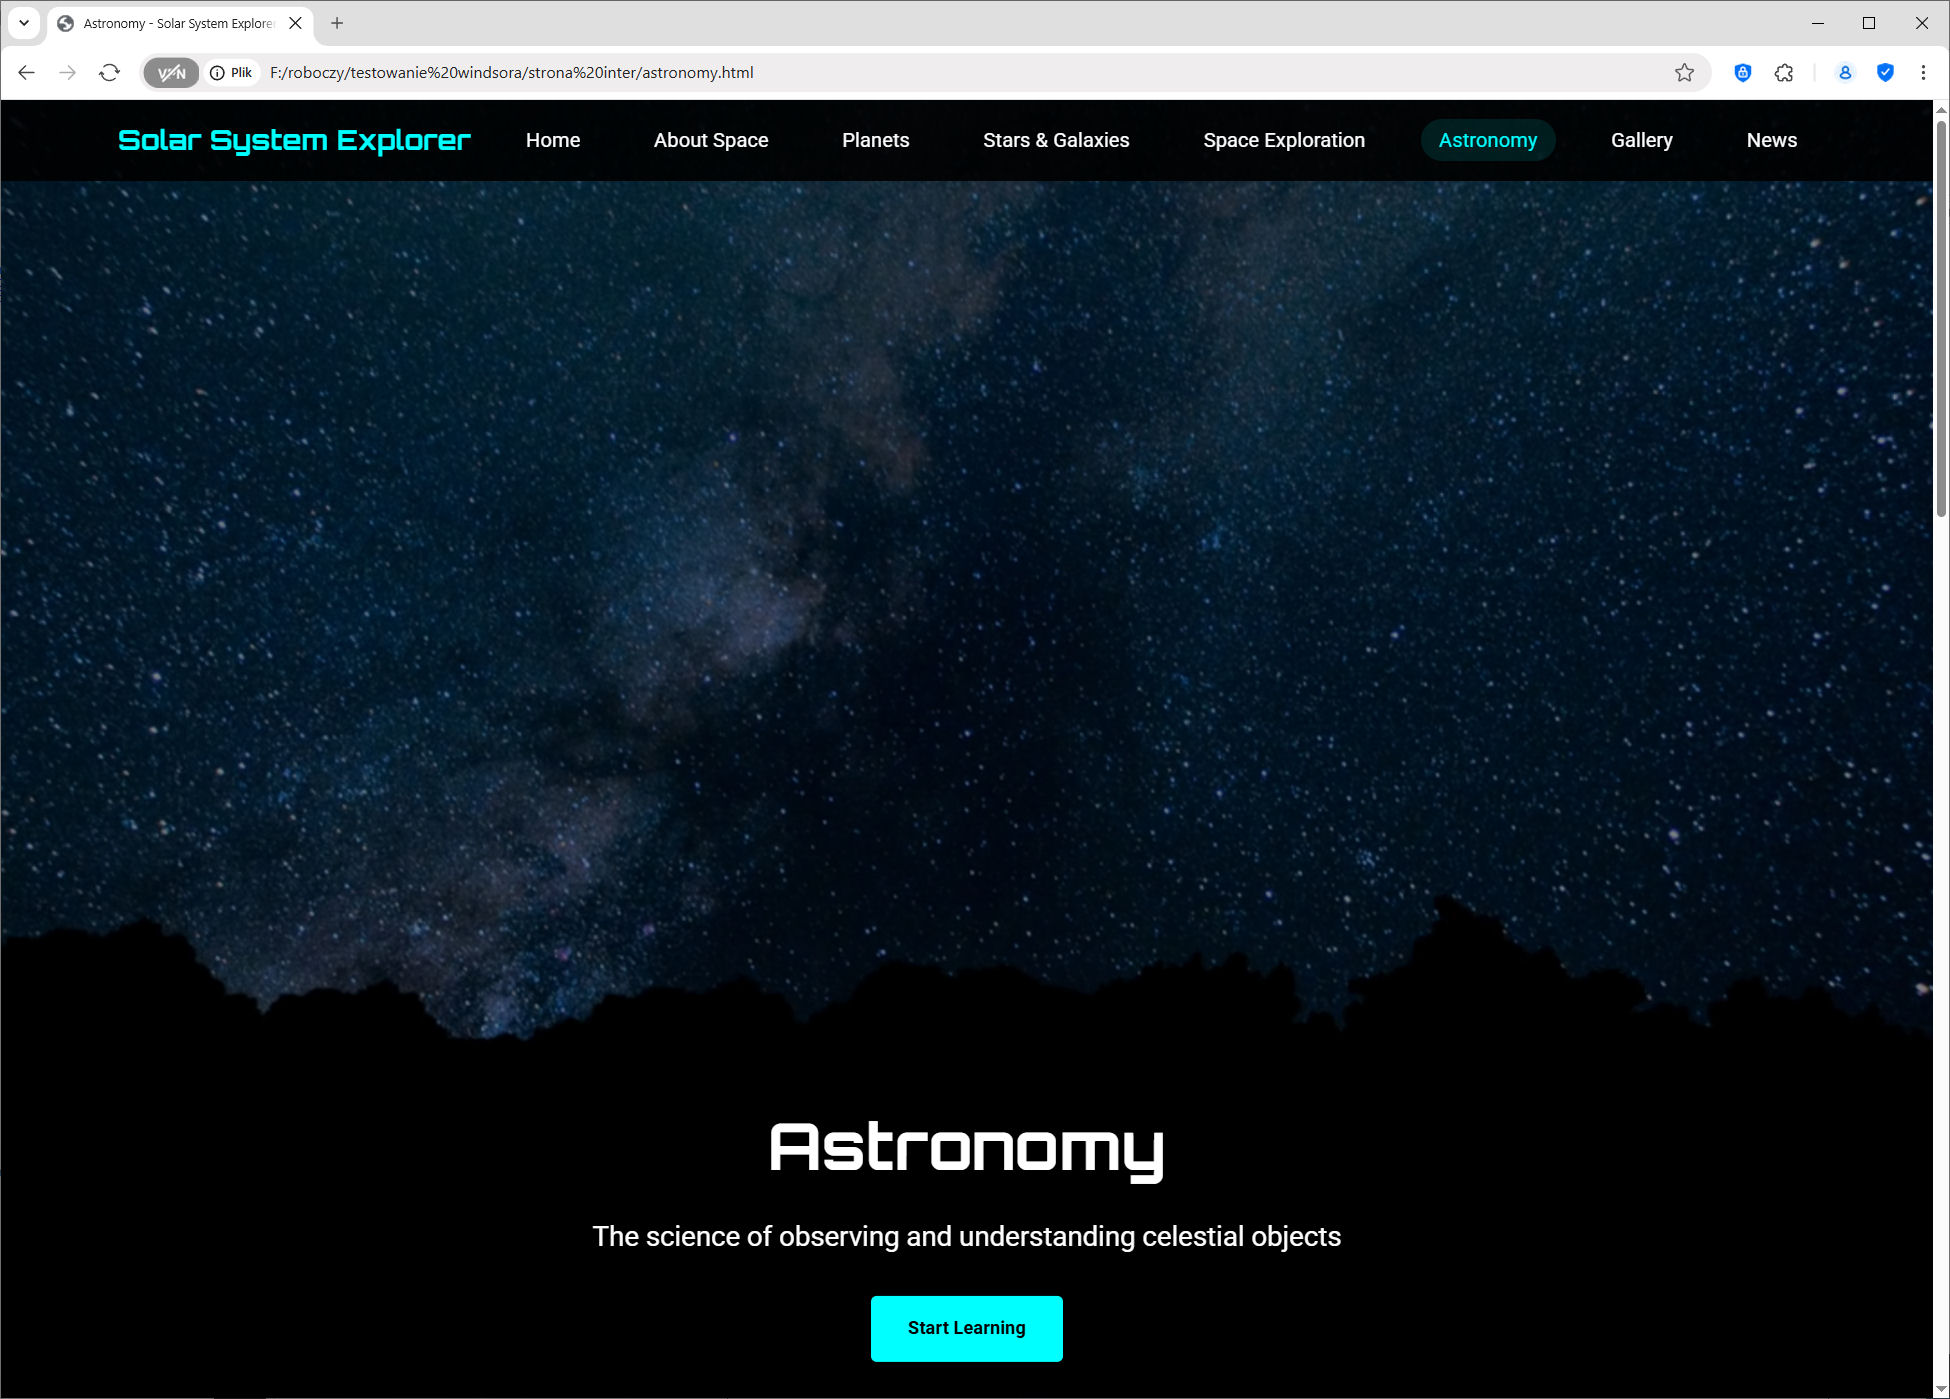 Astronomy - Solar System Explorer
VPN
Plik
F:/roboczy/testowanie%20windsora/strona%20inter/astronomy.html
Solar System Explorer
Home
About Space
Planets
Stars & Galaxies
Space Exploration
Astronomy
Gallery
News
Astronomy
The science of observing and understanding celestial objects
Start Learning